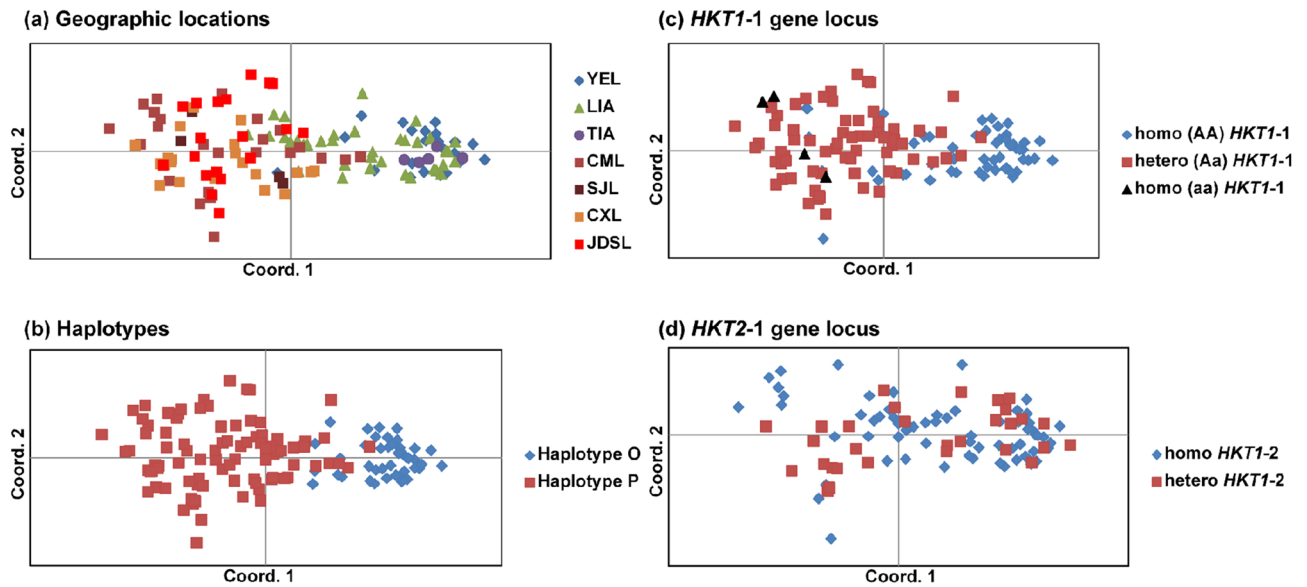 (a) Geographic locations
Coord. 2
Coord. 1
YEL
LIA
TIA
CML
SJL
CXL
JDSL
(c) HKT1-1 gene locus
Coord. 2
Coord. 1
homo (AA) HKT1-1
hetero (Aa) HKT1-1
homo (aa) HKT1-1
(b) Haplotypes
Coord. 2
Coord. 1
Haplotype O
Haplotype P
(d) HKT2-1 gene locus
Coord. 2
Coord. 1
homo HKT1-2
hetero HKT1-2